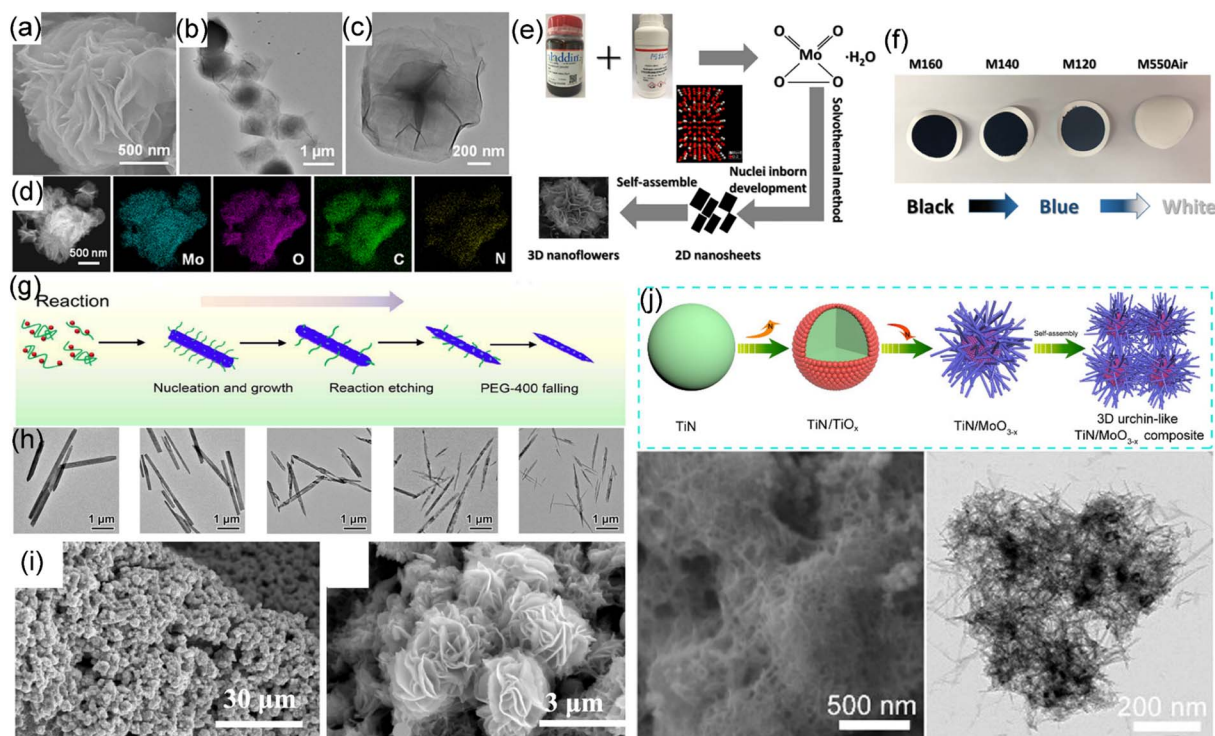 (a)
500 nm
(b)
1 μm
(c)
200 nm
(d)
500 nm
Mo
O
C
N
(e)
+
O
O
Mo
·H₂O
O
O
Solvothermal method
Nuclei inborn
development
Self-assemble
3D nanoflowers
2D nanosheets
(f)
M160 M140 M120 M550Air
Black Blue White
(g)
Reaction
Nucleation and growth
Reaction etching
PEG-400 falling
(h)
1 μm
1 μm
1 μm
1 μm
1 μm
(i)
30 μm
3 μm
(j)
Self-assembly
TiN
TiN/TiOₓ
TiN/MoO₃₋ₓ
3D urchin-like
TiN/MoO₃₋ₓ composite
500 nm
200 nm